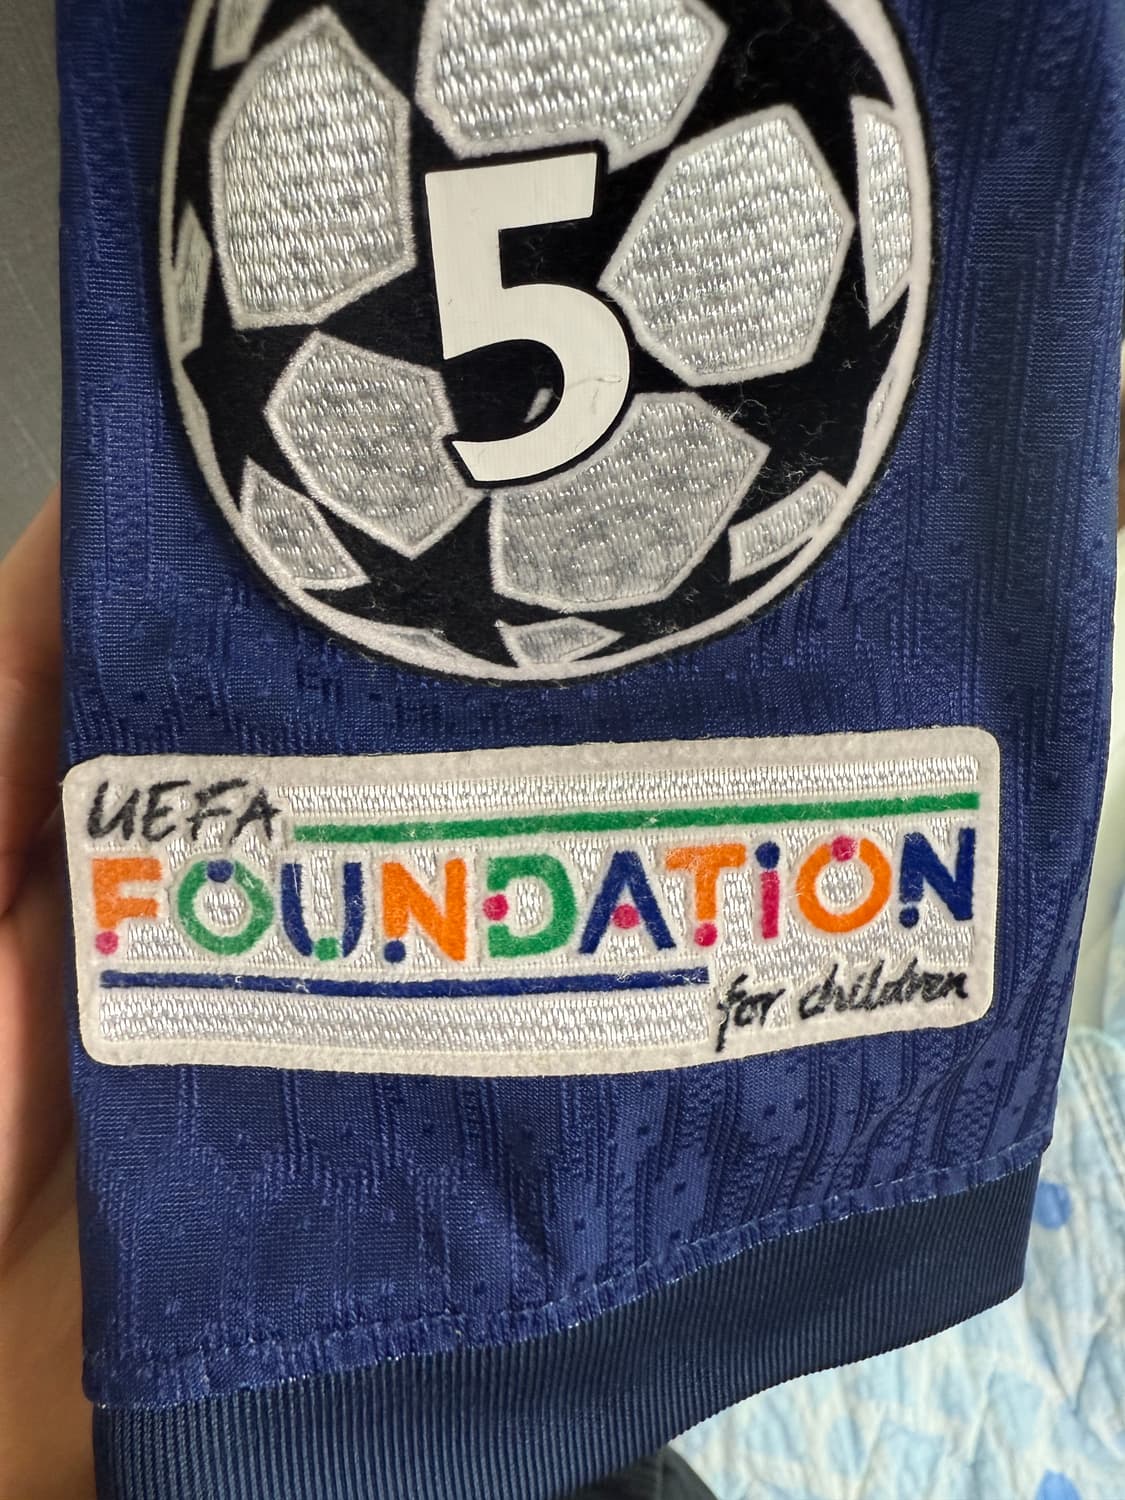 5
UEFA
FOUNDATiON
for children